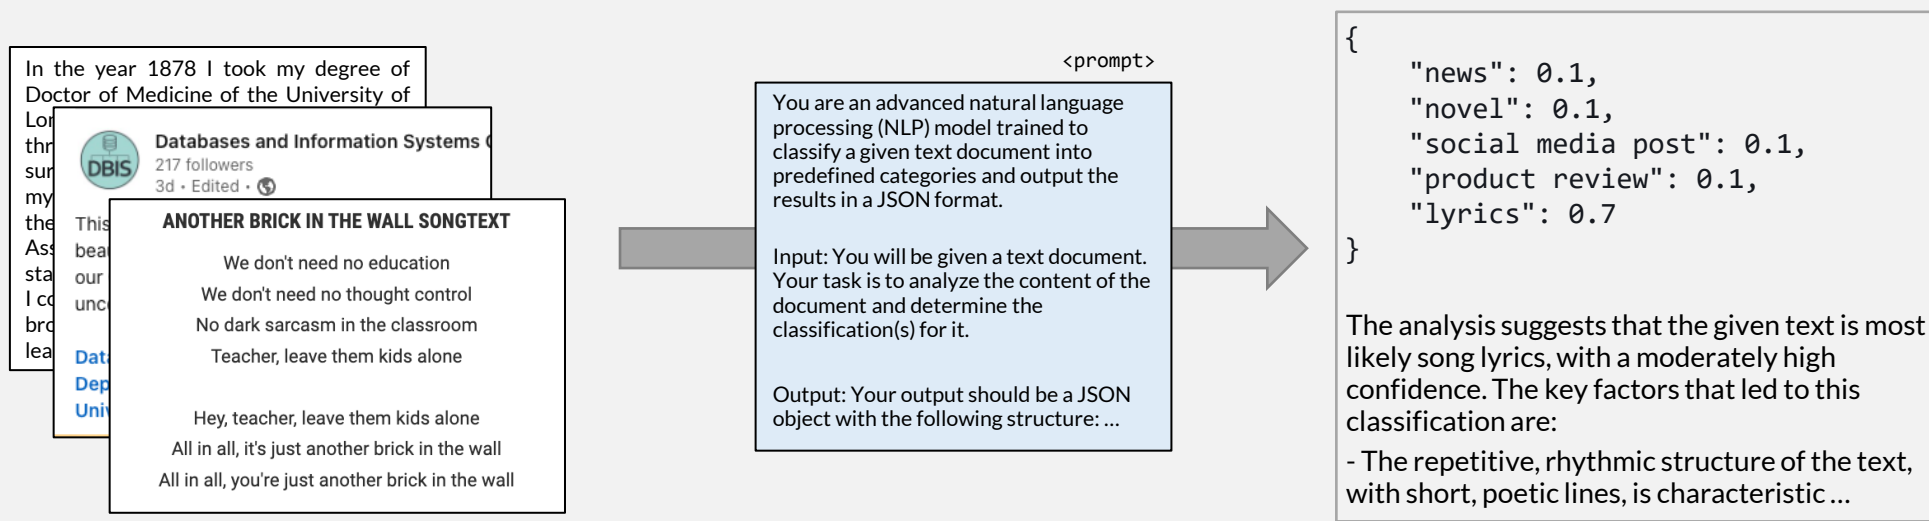 In the year 1878 I took my degree of
Doctor of Medicine of the University of
Lon
thr
sur
my
the
Ass
sta
I co
bro
lea
DBIS
Databases and Information Systems
217 followers
3d • Edited •
This
beau
our
unc
Data
Dep
Univ
ANOTHER BRICK IN THE WALL SONGTEXT
We don't need no education
We don't need no thought control
No dark sarcasm in the classroom
Teacher, leave them kids alone
Hey, teacher, leave them kids alone
All in all, it's just another brick in the wall
All in all, you're just another brick in the wall
<prompt>
You are an advanced natural language
processing (NLP) model trained to
classify a given text document into
predefined categories and output the
results in a JSON format.
Input: You will be given a text document.
Your task is to analyze the content of the
document and determine the
classification(s) for it.
Output: Your output should be a JSON
object with the following structure: ...
{
"news": 0.1,
"novel": 0.1,
"social media post": 0.1,
"product review": 0.1,
"lyrics": 0.7
}
The analysis suggests that the given text is most
likely song lyrics, with a moderately high
confidence. The key factors that led to this
classification are:
- The repetitive, rhythmic structure of the text,
with short, poetic lines, is characteristic ...